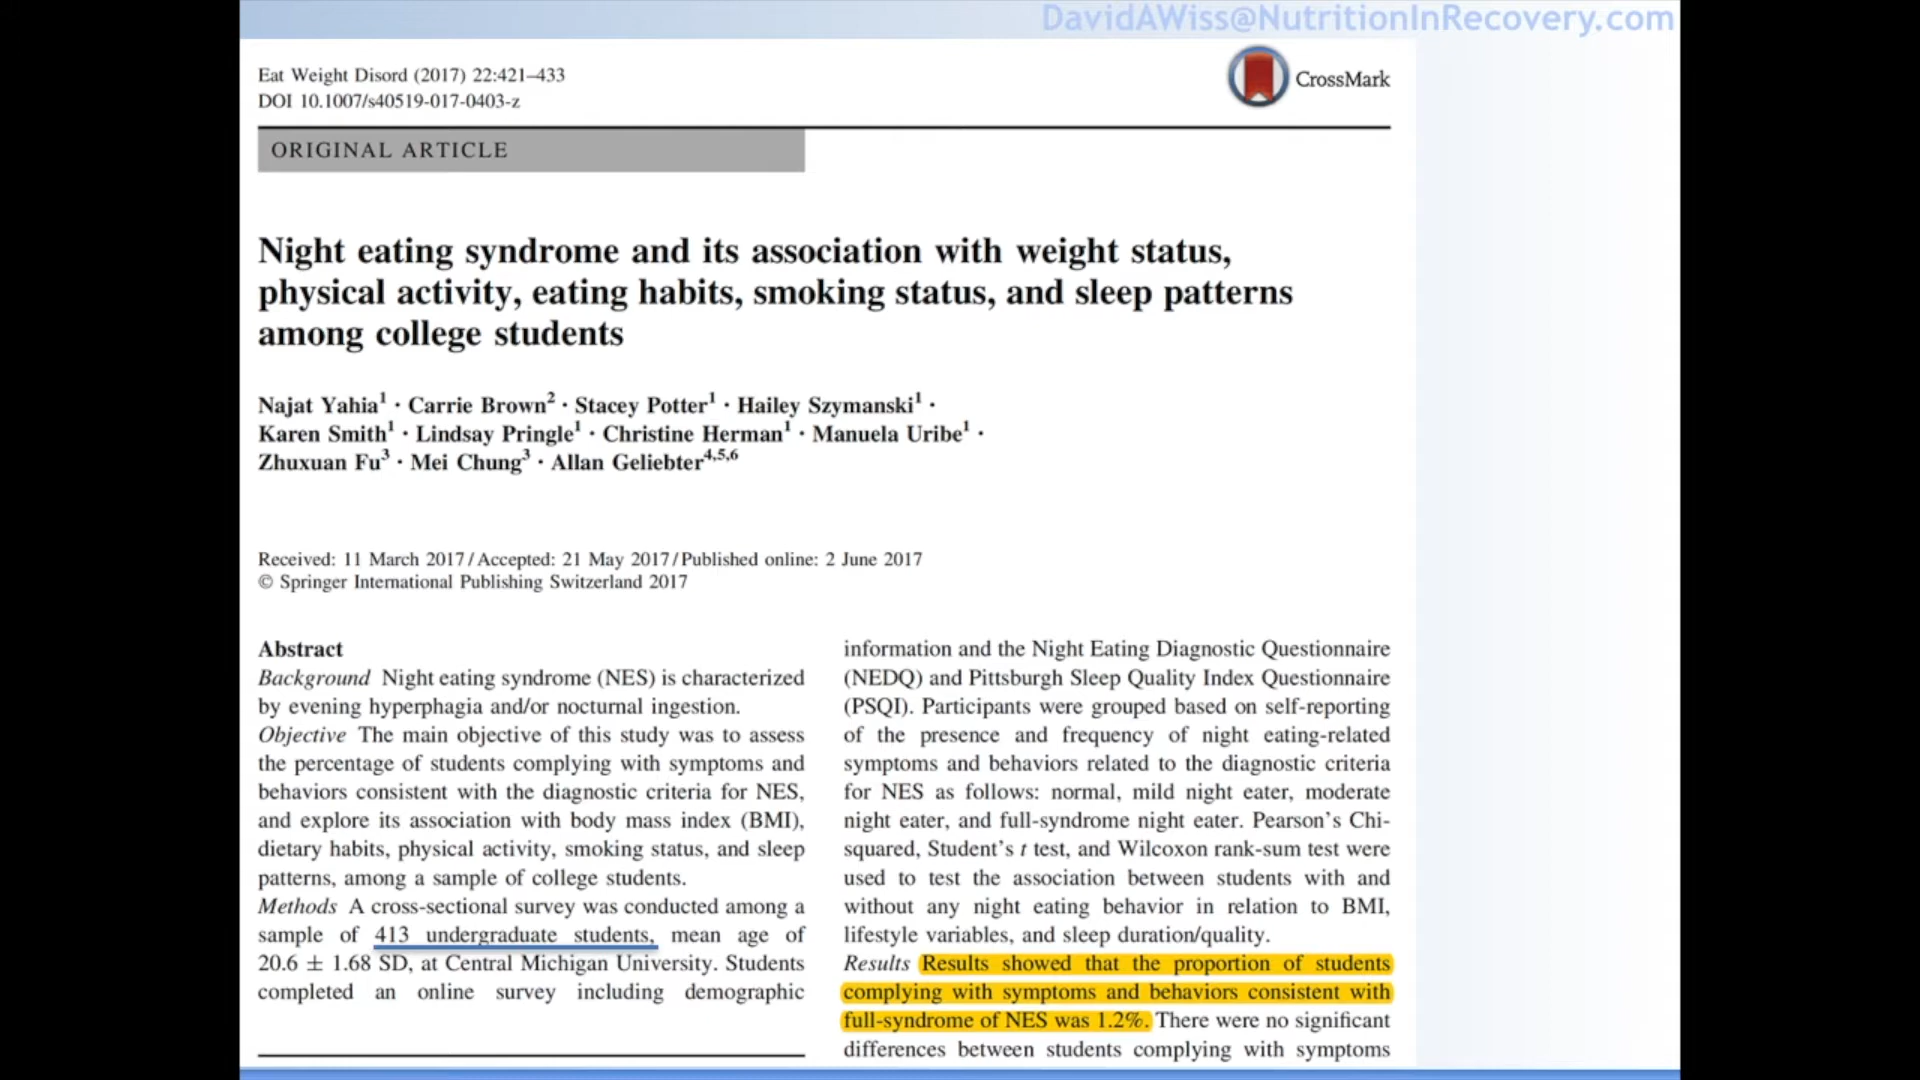 DavidAWiss@NutritionInRecovery.com
Eat Weight Disord (2017) 22:421–433
DOI 10.1007/s40519-017-0403-z
CrossMark
ORIGINAL ARTICLE
Night eating syndrome and its association with weight status,
physical activity, eating habits, smoking status, and sleep patterns
among college students
Najat Yahia1 · Carrie Brown2 · Stacey Potter1 · Hailey Szymanski1 ·
Karen Smith1 · Lindsay Pringle1 · Christine Herman1 · Manuela Uribe1 ·
Zhuxuan Fu3 · Mei Chung3 · Allan Geliebter4,5,6
Received: 11 March 2017 / Accepted: 21 May 2017 / Published online: 2 June 2017
© Springer International Publishing Switzerland 2017
Abstract
Background Night eating syndrome (NES) is characterized
by evening hyperphagia and/or nocturnal ingestion.
Objective The main objective of this study was to assess
the percentage of students complying with symptoms and
behaviors consistent with the diagnostic criteria for NES,
and explore its association with body mass index (BMI),
dietary habits, physical activity, smoking status, and sleep
patterns, among a sample of college students.
Methods A cross-sectional survey was conducted among a
sample of 413 undergraduate students, mean age of
20.6 ± 1.68 SD, at Central Michigan University. Students
completed an online survey including demographic
information and the Night Eating Diagnostic Questionnaire
(NEDQ) and Pittsburgh Sleep Quality Index Questionnaire
(PSQI). Participants were grouped based on self-reporting
of the presence and frequency of night eating-related
symptoms and behaviors related to the diagnostic criteria
for NES as follows: normal, mild night eater, moderate
night eater, and full-syndrome night eater. Pearson's Chi-
squared, Student's t test, and Wilcoxon rank-sum test were
used to test the association between students with and
without any night eating behavior in relation to BMI,
lifestyle variables, and sleep duration/quality.
Results Results showed that the proportion of students
complying with symptoms and behaviors consistent with
full-syndrome of NES was 1.2%. There were no significant
differences between students complying with symptoms